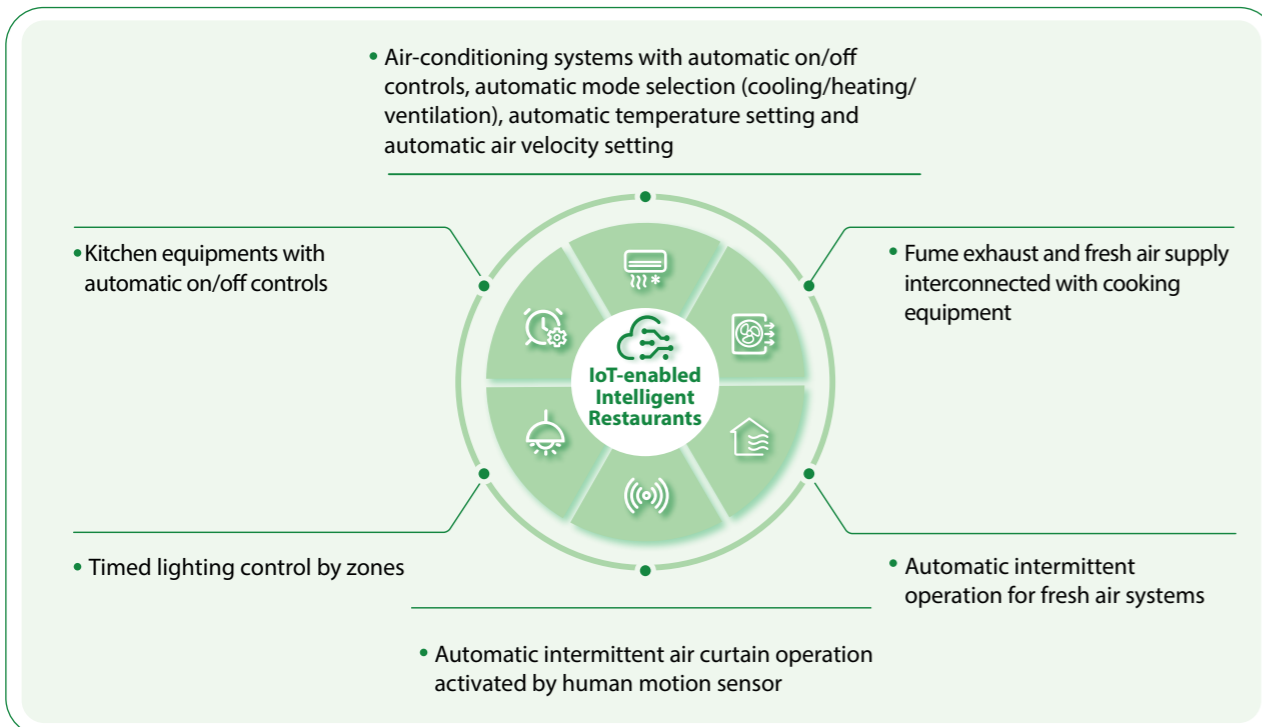 • Air-conditioning systems with automatic on/off
controls, automatic mode selection (cooling/heating/
ventilation), automatic temperature setting and
automatic air velocity setting
• Kitchen equipments with
automatic on/off controls
• Fume exhaust and fresh air supply
interconnected with cooking
equipment
IoT-enabled
Intelligent
Restaurants
• Timed lighting control by zones
• Automatic intermittent
operation for fresh air systems
• Automatic intermittent air curtain operation
activated by human motion sensor